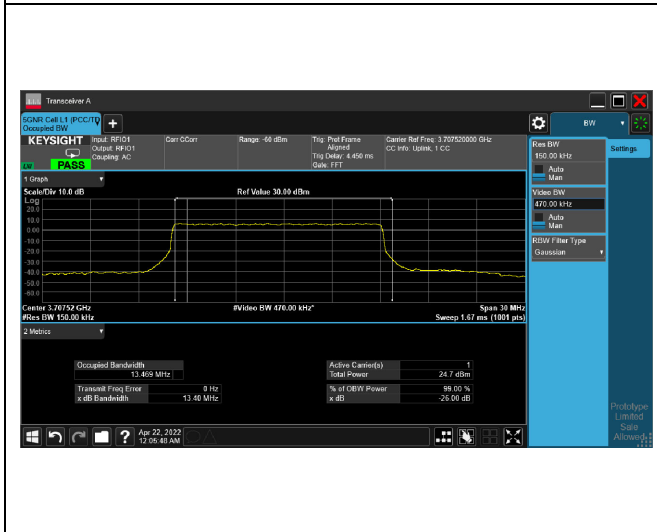 Transceiver A
5GNR Cell L1 (PCC/TD
Occupied BW
+
BW
KEYSIGHT
Input: RFIO1
Output: RFIO1
Coupling: AC
Corr CCorr
Range: -60 dBm
Trig: Prot Frame
Aligned
Trig Delay: 4.450 ms
Gate: FFT
Carrier Ref Freq: 3.707520000 GHz
CC Info: Uplink, 1 CC
PASS
Res BW
150.00 kHz
Auto
Man
Settings
Video BW
470.00 kHz
Auto
Man
RBW Filter Type
Gaussian
1 Graph
Scale/Div 10.0 dB
Ref Value 30.00 dBm
Log
20.0
10.0
0.00
-10.0
-20.0
-30.0
-40.0
-50.0
-60.0
Center 3.70752 GHz
#Video BW 470.00 kHz*
Span 30 MHz
#Res BW 150.00 kHz
Sweep 1.67 ms (1001 pts)
2 Metrics
Occupied Bandwidth
13.469 MHz
Active Carrier(s) 1
Total Power 24.7 dBm
Transmit Freq Error 0 Hz
x dB Bandwidth 13.40 MHz
% of OBW Power 99.00 %
x dB -26.00 dB
Prototype
Limited
Sale
Allowed
?
Apr 22, 2022
12:05:48 AM